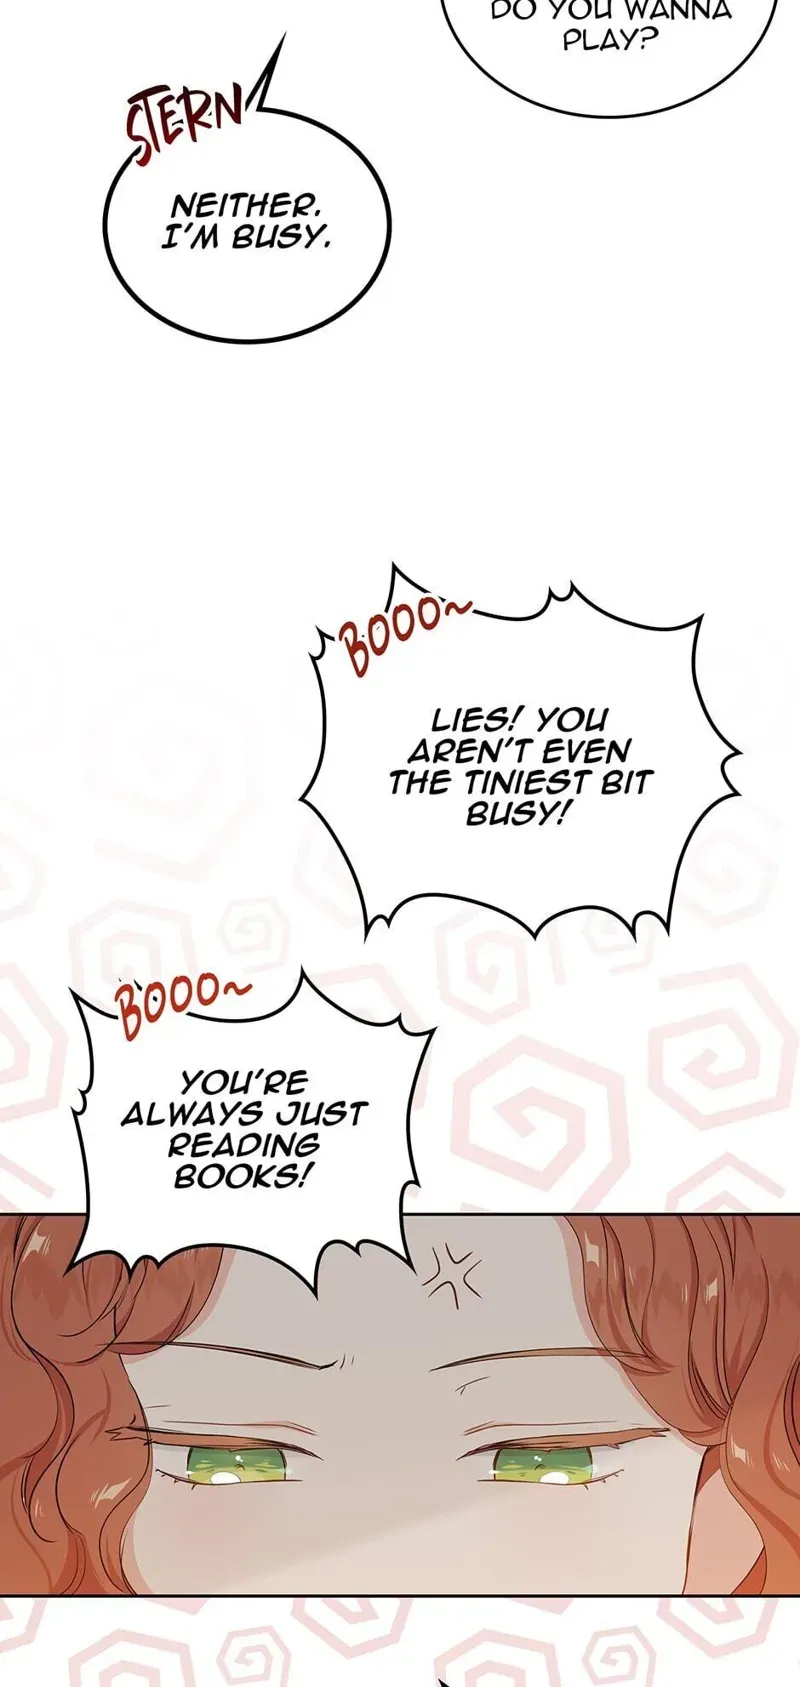 DO YOU WANNA
PLAY?
STERN
NEITHER.
I'M BUSY.
BOOO~
LIES! YOU
AREN'T EVEN
THE TINIEST BIT
BUSY!
BOOO~
YOU'RE
ALWAYS JUST
READING
BOOKS!